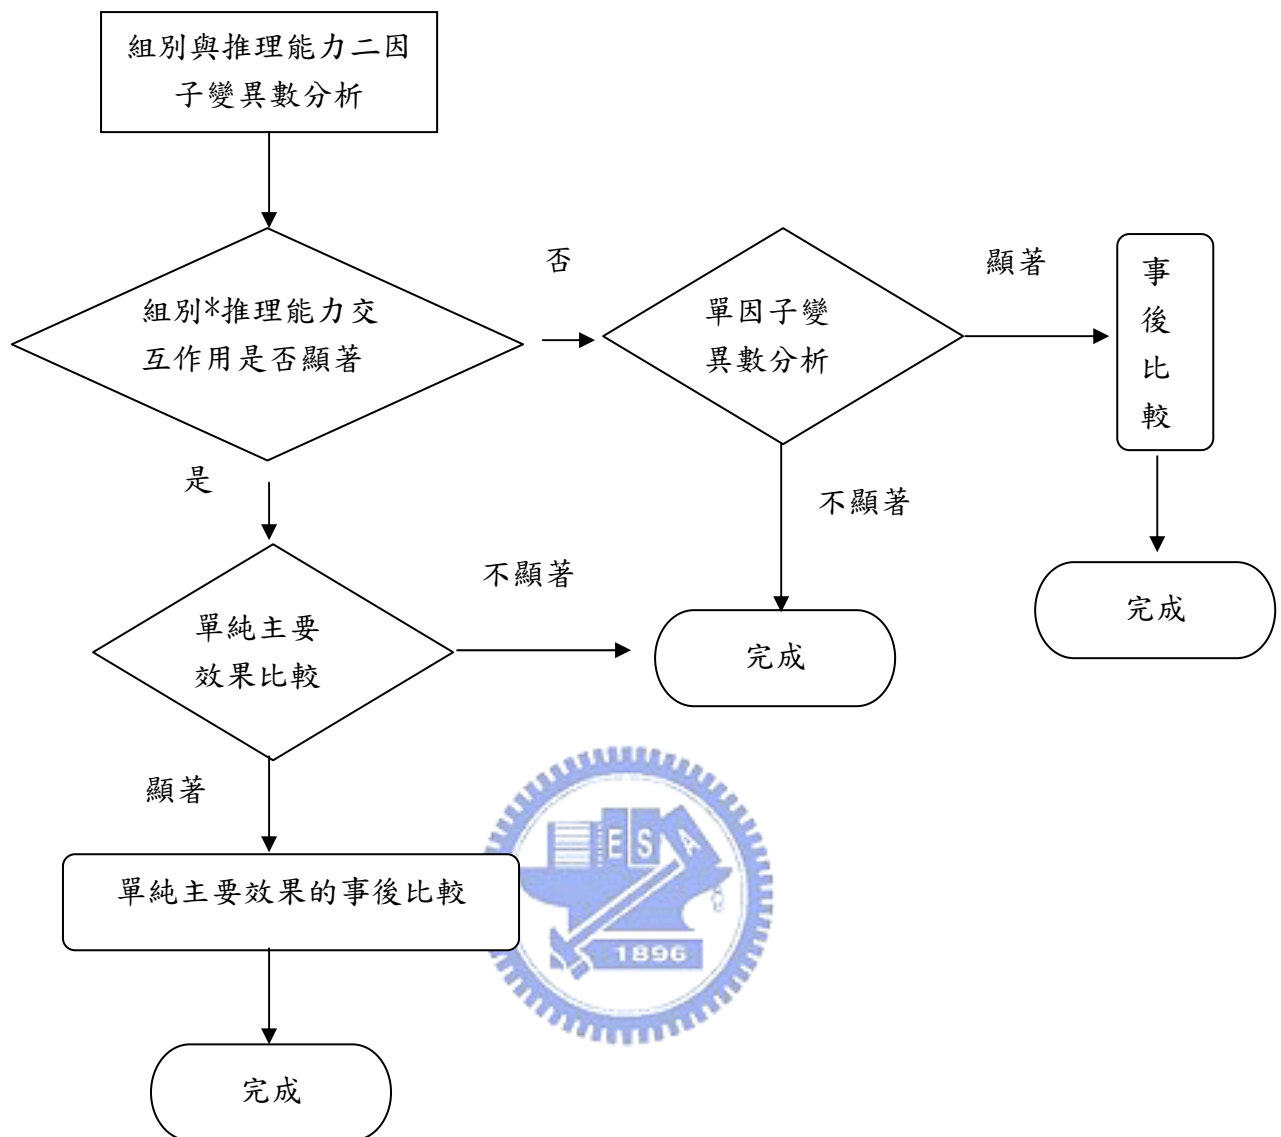 組別與推理能力二因
子變異數分析
組別*推理能力交
互作用是否顯著
否
單因子變
異數分析
顯著
事
後
比
較
是
不顯著
完成
單純主要
效果比較
不顯著
完成
顯著
單純主要效果的事後比較
完成
E S A
1896